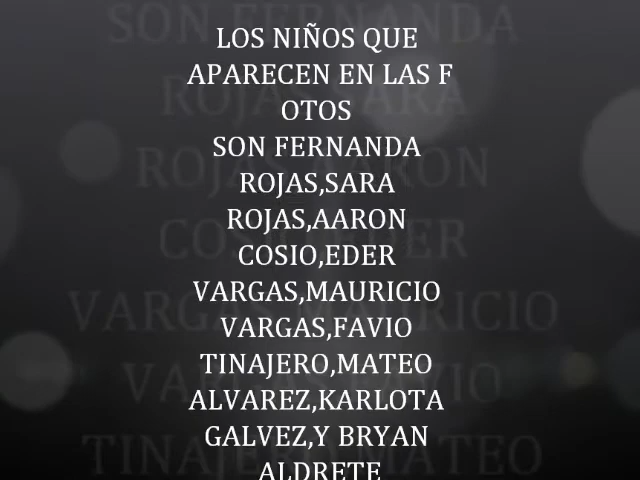 LOS NIÑOS QUE
APARECEN EN LAS F
OTOS
SON FERNANDA
ROJAS,SARA
ROJAS,AARON
COSIO,EDER
VARGAS,MAURICIO
VARGAS,FAVIO
TINAJERO,MATEO
ALVAREZ,KARLOTA
GALVEZ,Y BRYAN
ALDRETE